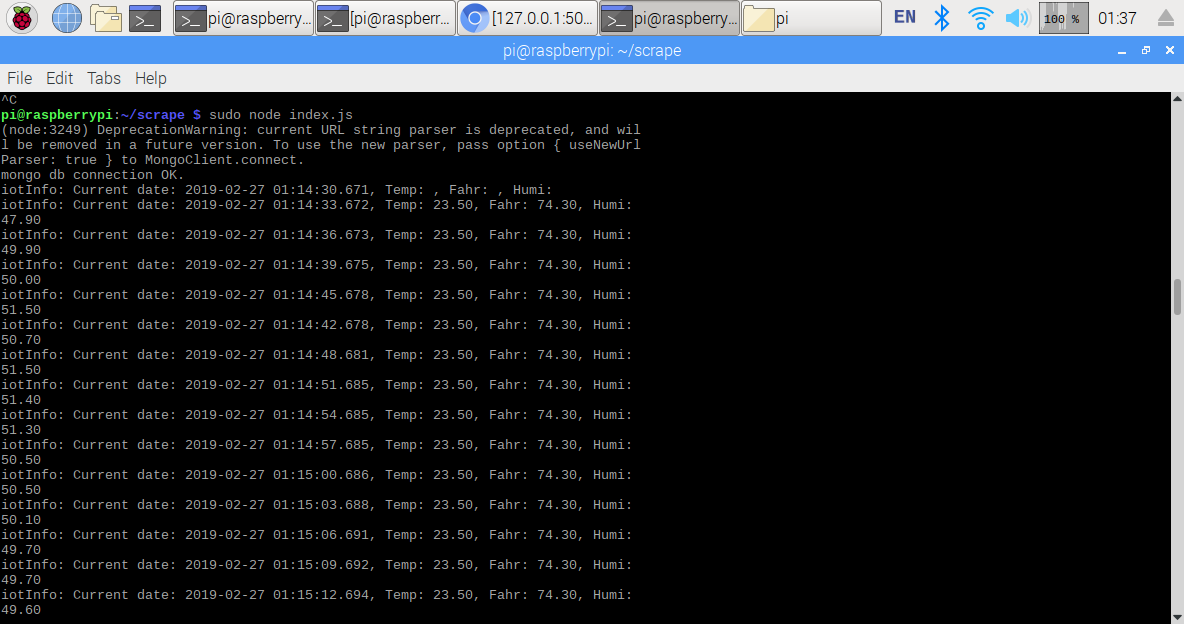 pi@raspberry...
[pi@raspberr...
[127.0.0.1:50...
pi@raspberry...
pi
EN
100 %
01:37
pi@raspberrypi: ~/scrape
File Edit Tabs Help
^C
pi@raspberrypi:~/scrape $ sudo node index.js
(node:3249) DeprecationWarning: current URL string parser is deprecated, and wil
l be removed in a future version. To use the new parser, pass option { useNewUrl
Parser: true } to MongoClient.connect.
mongo db connection OK.
iotInfo: Current date: 2019-02-27 01:14:30.671, Temp: , Fahr: , Humi:
iotInfo: Current date: 2019-02-27 01:14:33.672, Temp: 23.50, Fahr: 74.30, Humi:
47.90
iotInfo: Current date: 2019-02-27 01:14:36.673, Temp: 23.50, Fahr: 74.30, Humi:
49.90
iotInfo: Current date: 2019-02-27 01:14:39.675, Temp: 23.50, Fahr: 74.30, Humi:
50.00
iotInfo: Current date: 2019-02-27 01:14:45.678, Temp: 23.50, Fahr: 74.30, Humi:
51.50
iotInfo: Current date: 2019-02-27 01:14:42.678, Temp: 23.50, Fahr: 74.30, Humi:
50.70
iotInfo: Current date: 2019-02-27 01:14:48.681, Temp: 23.50, Fahr: 74.30, Humi:
51.50
iotInfo: Current date: 2019-02-27 01:14:51.685, Temp: 23.50, Fahr: 74.30, Humi:
51.40
iotInfo: Current date: 2019-02-27 01:14:54.685, Temp: 23.50, Fahr: 74.30, Humi:
51.30
iotInfo: Current date: 2019-02-27 01:14:57.685, Temp: 23.50, Fahr: 74.30, Humi:
50.50
iotInfo: Current date: 2019-02-27 01:15:00.686, Temp: 23.50, Fahr: 74.30, Humi:
50.50
iotInfo: Current date: 2019-02-27 01:15:03.688, Temp: 23.50, Fahr: 74.30, Humi:
50.10
iotInfo: Current date: 2019-02-27 01:15:06.691, Temp: 23.50, Fahr: 74.30, Humi:
49.70
iotInfo: Current date: 2019-02-27 01:15:09.692, Temp: 23.50, Fahr: 74.30, Humi:
49.70
iotInfo: Current date: 2019-02-27 01:15:12.694, Temp: 23.50, Fahr: 74.30, Humi:
49.60